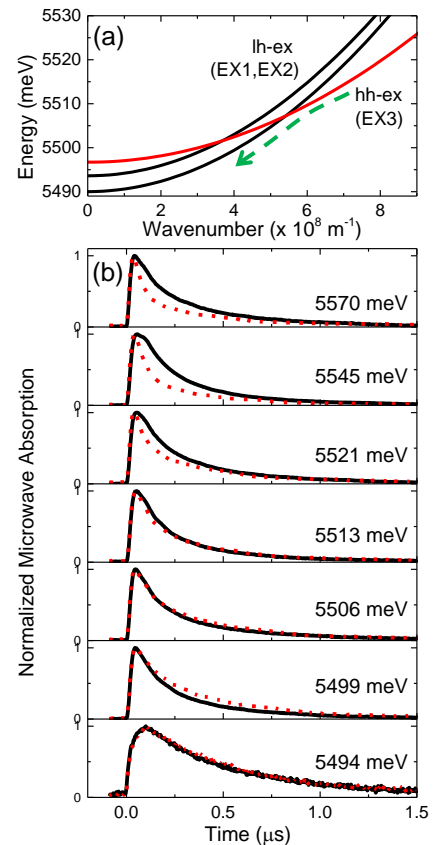 (a)
5530
5520
5510
5500
5490
Energy (meV)
lh-ex
(EX1,EX2)
hh-ex
(EX3)
0 2 4 6 8
Wavenumber (x 10⁸ m⁻¹)
(b)
Normalized Microwave Absorption
1
5570 meV
0
1
5545 meV
0
1
5521 meV
0
1
5513 meV
0
1
5506 meV
0
1
5499 meV
0
1
5494 meV
0
0.0 0.5 1.0 1.5
Time (μs)